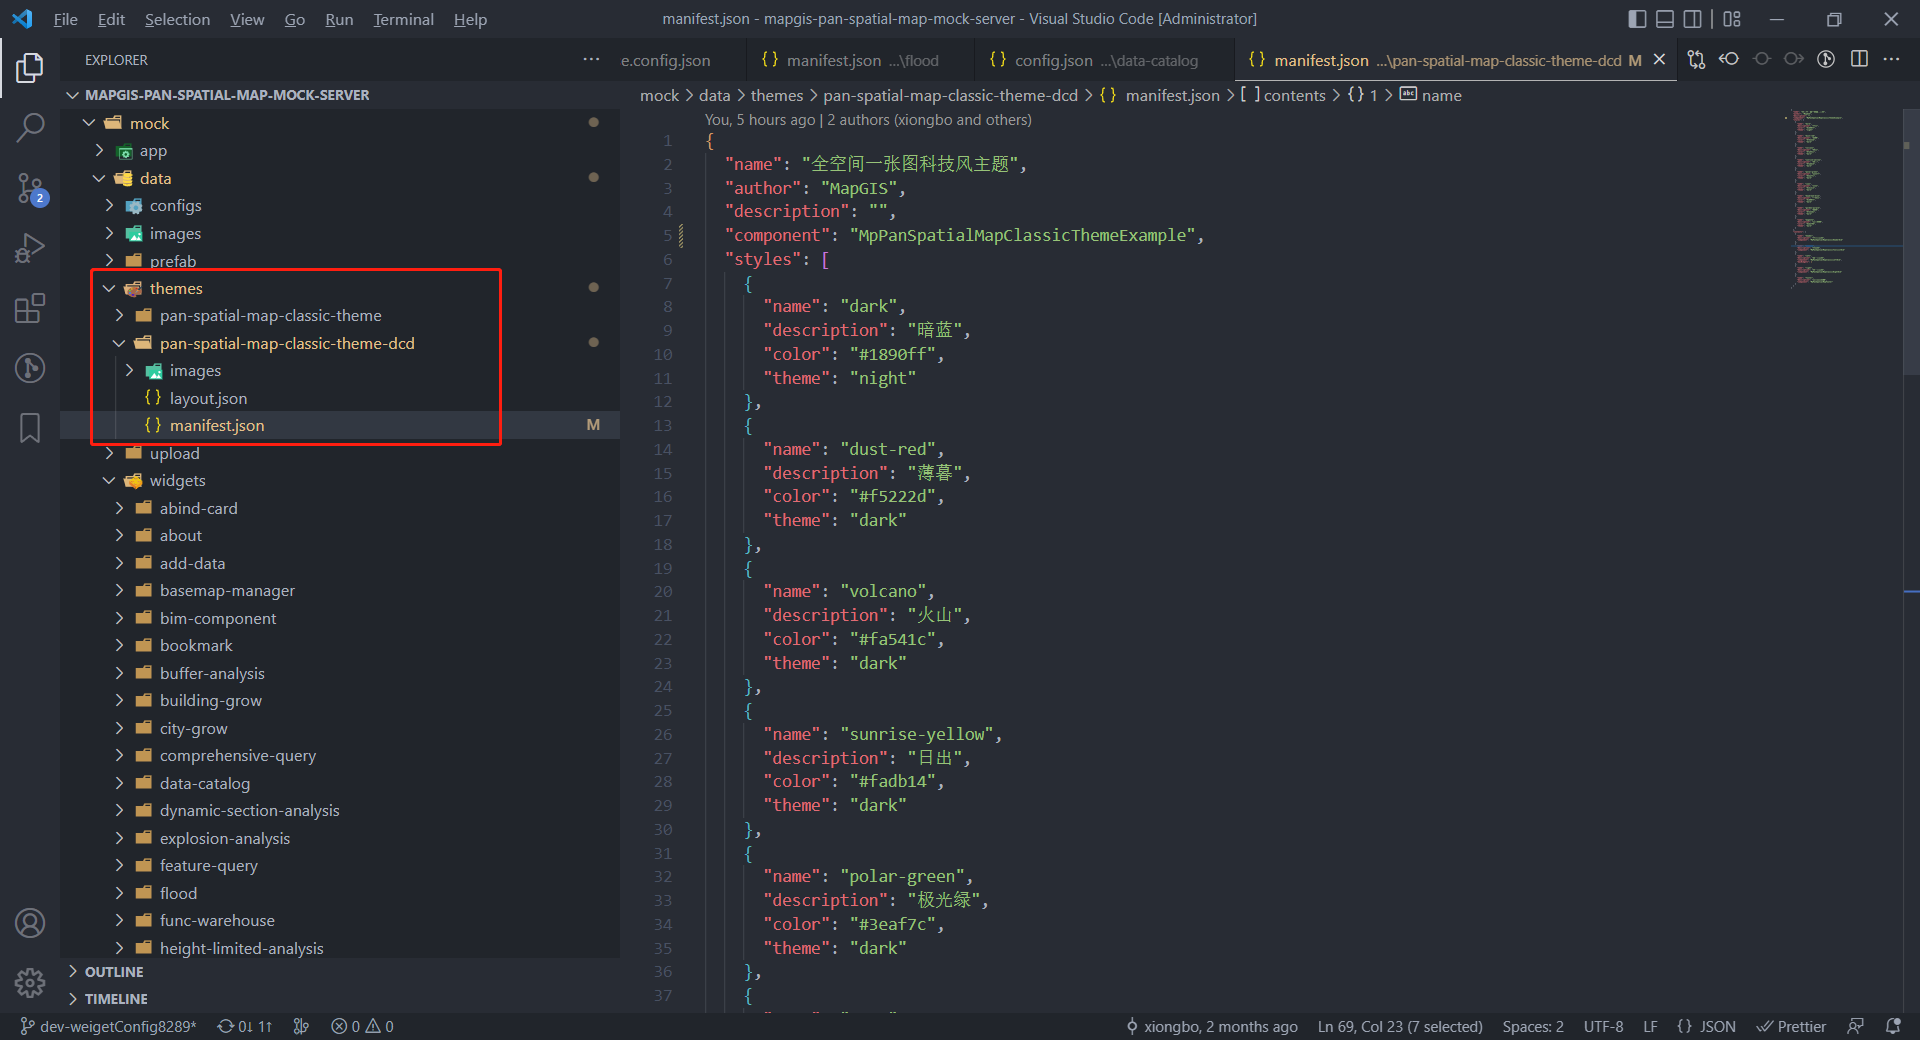 File Edit Selection View Go Run Terminal Help
manifest.json - mapgis-pan-spatial-map-mock-server - Visual Studio Code [Administrator]
EXPLORER
MAPGIS-PAN-SPATIAL-MAP-MOCK-SERVER
mock
app
data
configs
images
prefab
themes
pan-spatial-map-classic-theme
pan-spatial-map-classic-theme-dcd
images
{} layout.json
{} manifest.json M
upload
widgets
abind-card
about
add-data
basemap-manager
bim-component
bookmark
buffer-analysis
building-grow
city-grow
comprehensive-query
data-catalog
dynamic-section-analysis
explosion-analysis
feature-query
flood
func-warehouse
height-limited-analysis
OUTLINE
TIMELINE
2
e.config.json
{} manifest.json ...\flood
{} config.json ...\data-catalog
{} manifest.json ...\pan-spatial-map-classic-theme-dcd M
mock > data > themes > pan-spatial-map-classic-theme-dcd > {} manifest.json > [ ] contents > {} 1 > abc name
You, 5 hours ago | 2 authors (xiongbo and others)
1 {
2 "name": "全空间一张图科技风主题",
3 "author": "MapGIS",
4 "description": "",
5 "component": "MpPanSpatialMapClassicThemeExample",
6 "styles": [
7 {
8 "name": "dark",
9 "description": "暗蓝",
10 "color": "#1890ff",
11 "theme": "night"
12 },
13 {
14 "name": "dust-red",
15 "description": "薄暮",
16 "color": "#f5222d",
17 "theme": "dark"
18 },
19 {
20 "name": "volcano",
21 "description": "火山",
22 "color": "#fa541c",
23 "theme": "dark"
24 },
25 {
26 "name": "sunrise-yellow",
27 "description": "日出",
28 "color": "#fadb14",
29 "theme": "dark"
30 },
31 {
32 "name": "polar-green",
33 "description": "极光绿",
34 "color": "#3eaf7c",
35 "theme": "dark"
36 },
37 {
dev-weigetConfig8289* 0↓ 1↑ 0 0 xiongbo, 2 months ago Ln 69, Col 23 (7 selected) Spaces: 2 UTF-8 LF {} JSON Prettier